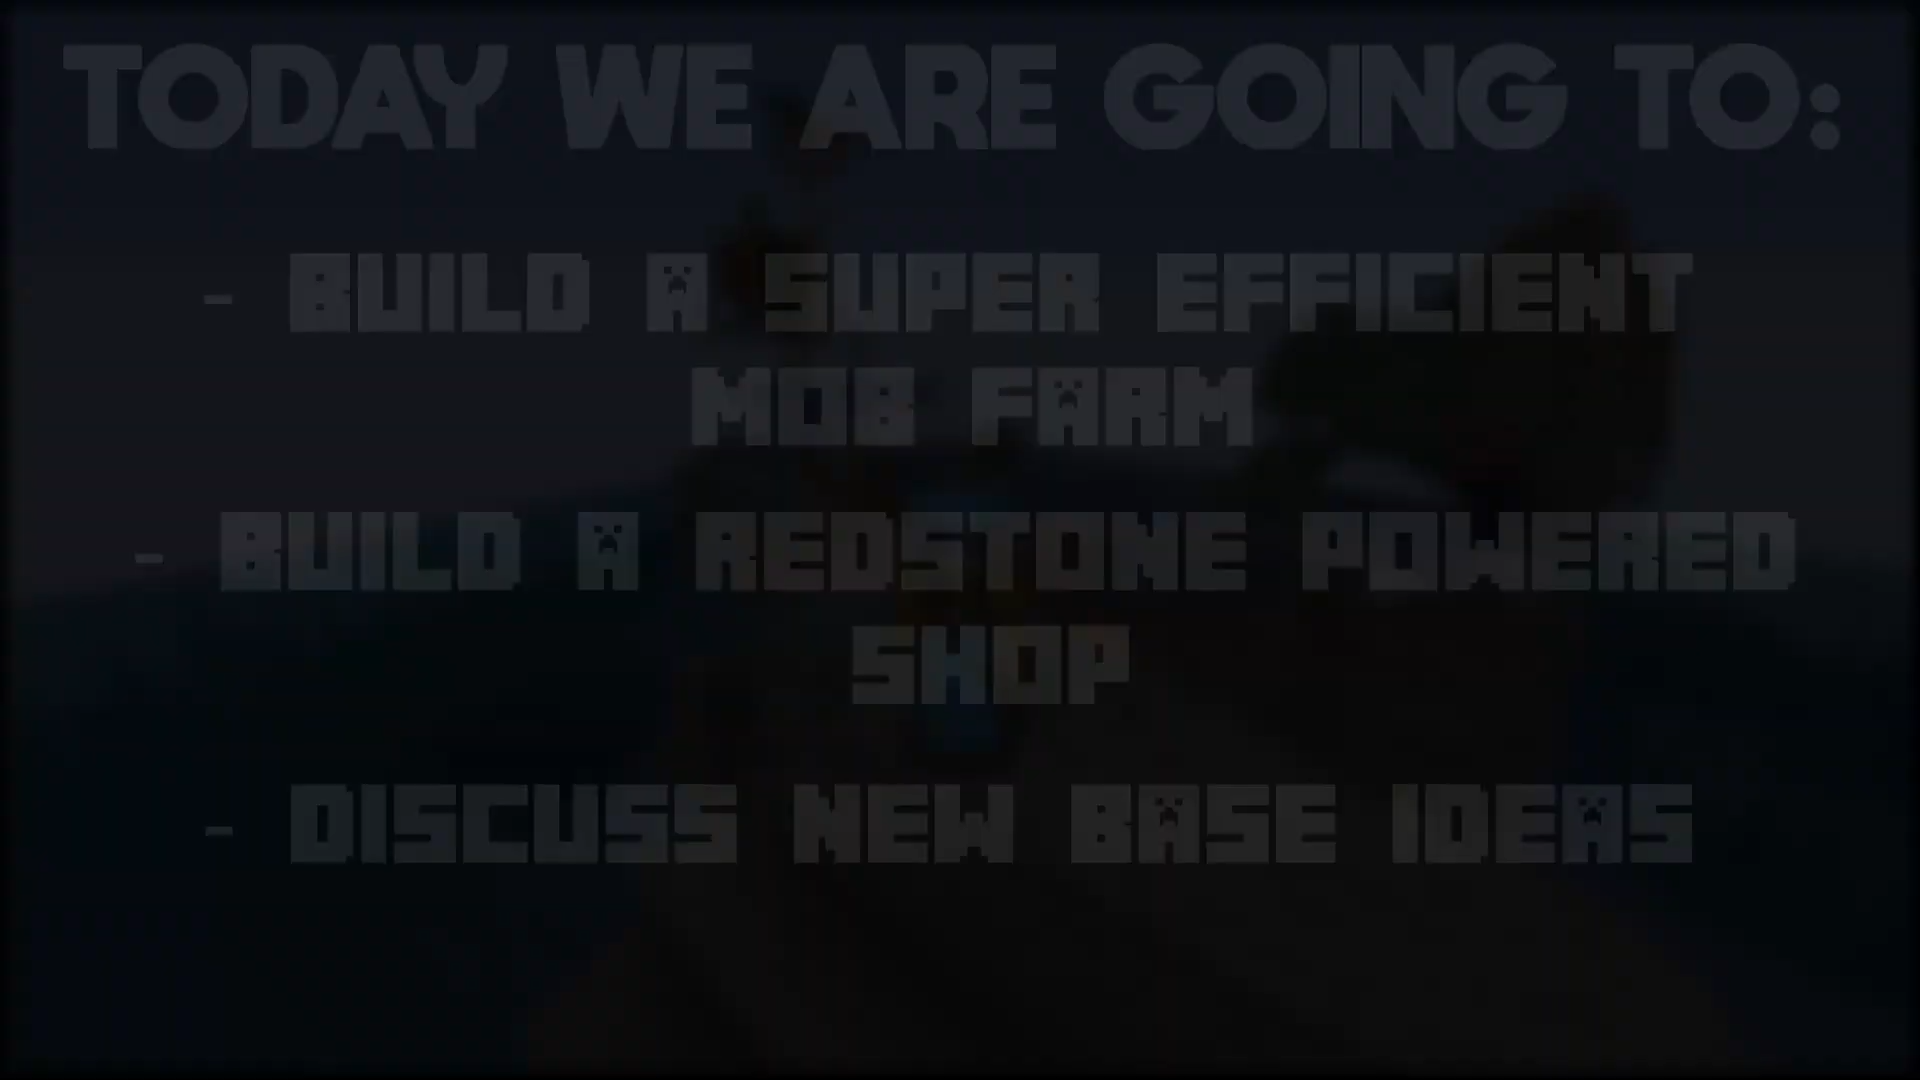 TODAY WE ARE GOING TO:
- BUILD A SUPER EFFICIENT
MOB FARM
- BUILD A REDSTONE POWERED
SHOP
- DISCUSS NEW BASE IDEAS